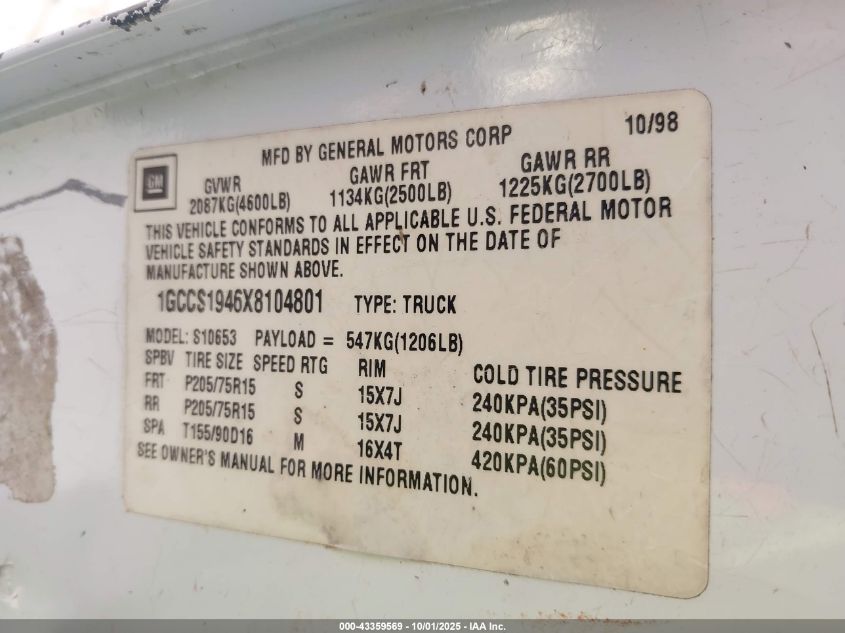 10/98
MFD BY GENERAL MOTORS CORP
GM
GVWR GAWR FRT GAWR RR
2087KG(4600LB) 1134KG(2500LB) 1225KG(2700LB)
THIS VEHICLE CONFORMS TO ALL APPLICABLE U.S. FEDERAL MOTOR
VEHICLE SAFETY STANDARDS IN EFFECT ON THE DATE OF
MANUFACTURE SHOWN ABOVE.
1GCCS1946X8104801 TYPE: TRUCK
MODEL: S10653 PAYLOAD = 547KG(1206LB)
SPBV TIRE SIZE SPEED RTG RIM COLD TIRE PRESSURE
FRT P205/75R15 S 15X7J 240KPA(35PSI)
RR P205/75R15 S 15X7J 240KPA(35PSI)
SPA T155/90D16 M 16X4T 420KPA(60PSI)
SEE OWNER'S MANUAL FOR MORE INFORMATION.
000-43359569 - 10/01/2025 - IAA Inc.